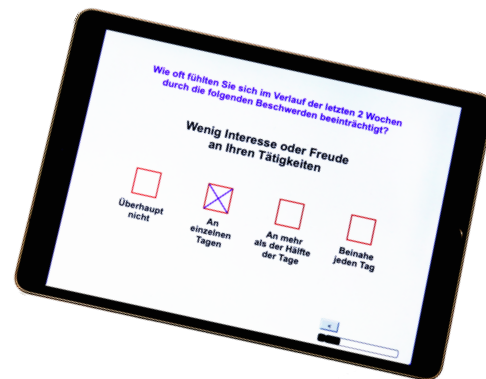 Wie oft fühlten Sie sich im Verlauf der letzten 2 Wochen
durch die folgenden Beschwerden beeinträchtigt?
Wenig Interesse oder Freude
an Ihren Tätigkeiten
Überhaupt
nicht
An
einzelnen
Tagen
An mehr
als der Hälfte
der Tage
Beinahe
jeden Tag